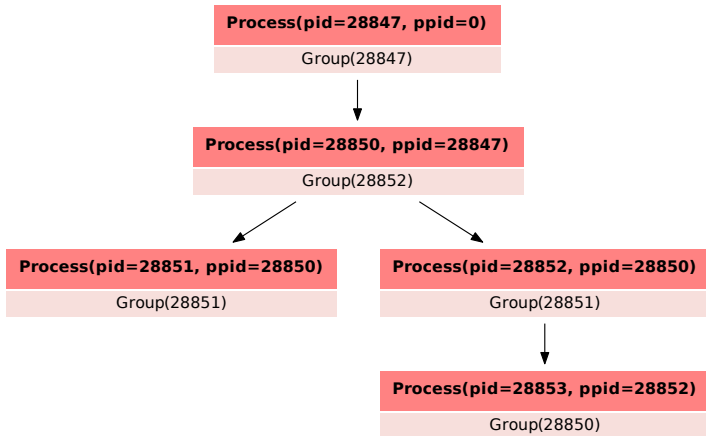 Process(pid=28847, ppid=0)
Group(28847)
Process(pid=28850, ppid=28847)
Group(28852)
Process(pid=28851, ppid=28850)
Group(28851)
Process(pid=28852, ppid=28850)
Group(28851)
Process(pid=28853, ppid=28852)
Group(28850)